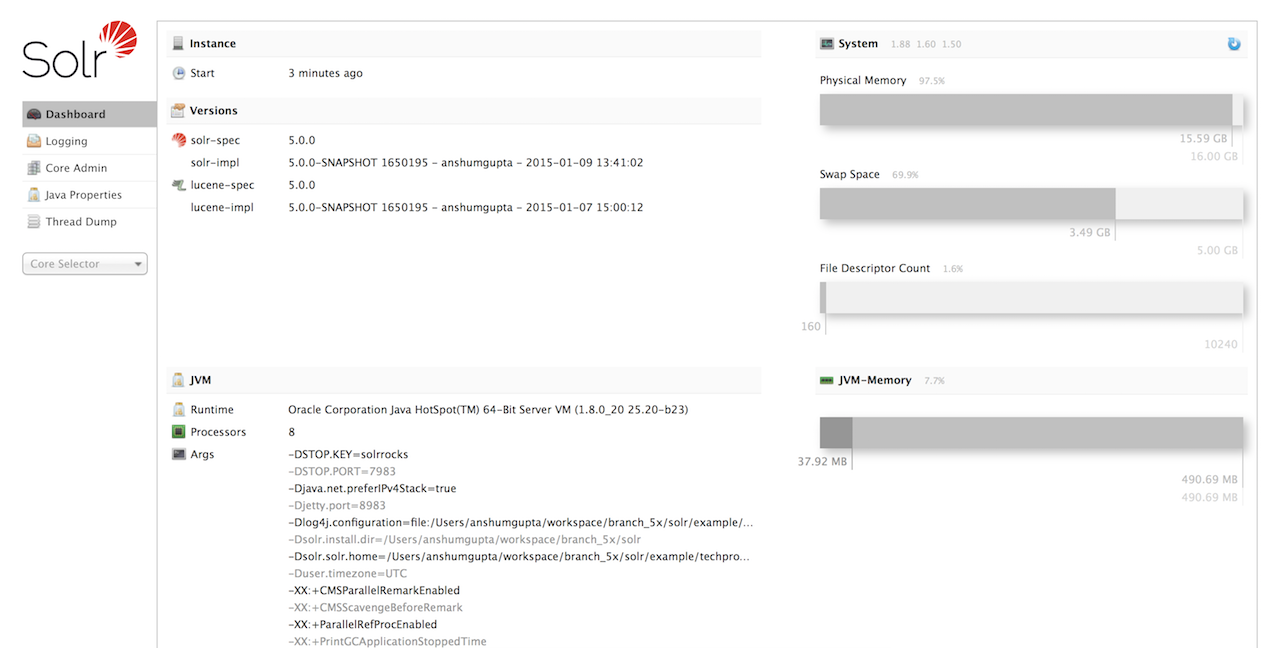 Solr
Dashboard
Logging
Core Admin
Java Properties
Thread Dump
Core Selector
Instance
Start 3 minutes ago
Versions
solr-spec 5.0.0
solr-impl 5.0.0-SNAPSHOT 1650195 - anshumgupta - 2015-01-09 13:41:02
lucene-spec 5.0.0
lucene-impl 5.0.0-SNAPSHOT 1650195 - anshumgupta - 2015-01-07 15:00:12
System 1.88 1.60 1.50
Physical Memory 97.5%
15.59 GB
16.00 GB
Swap Space 69.9%
3.49 GB
5.00 GB
File Descriptor Count 1.6%
160
10240
JVM
Runtime Oracle Corporation Java HotSpot(TM) 64-Bit Server VM (1.8.0_20 25.20-b23)
Processors 8
Args -DSTOP.KEY=solrrocks
-DSTOP.PORT=7983
-Djava.net.preferIPv4Stack=true
-Djetty.port=8983
-Dlog4j.configuration=file:/Users/anshumgupta/workspace/branch_5x/solr/example/...
-Dsolr.install.dir=/Users/anshumgupta/workspace/branch_5x/solr
-Dsolr.solr.home=/Users/anshumgupta/workspace/branch_5x/solr/example/techpro...
-Duser.timezone=UTC
-XX:+CMSParallelRemarkEnabled
-XX:+CMSScavengeBeforeRemark
-XX:+ParallelRefProcEnabled
-XX:+PrintGCApplicationStoppedTime
JVM-Memory 7.7%
37.92 MB
490.69 MB
490.69 MB